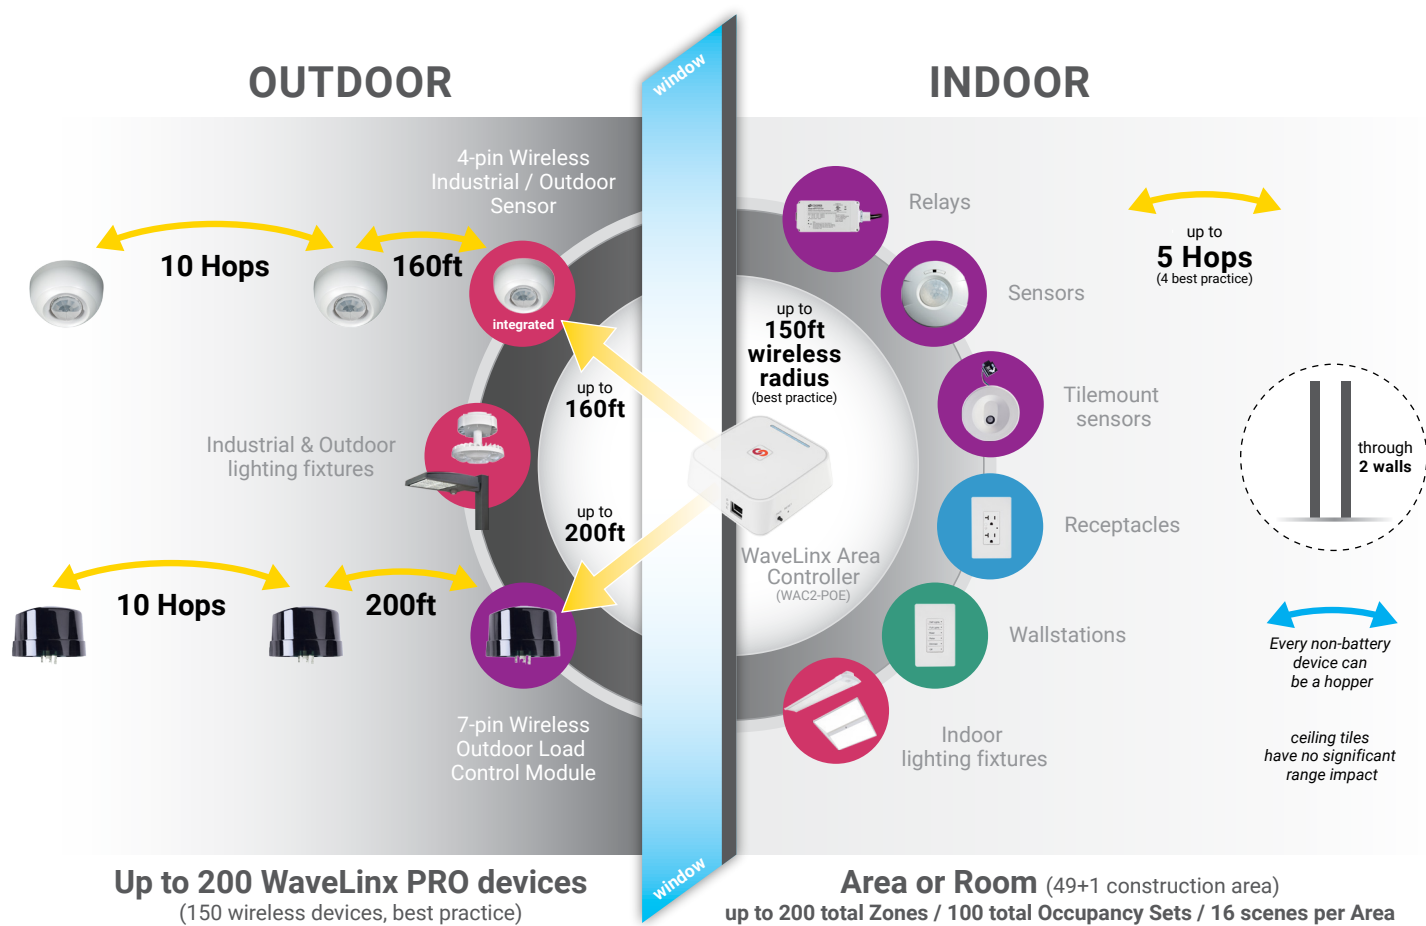 OUTDOOR
INDOOR
window
4-pin Wireless
Industrial / Outdoor
Sensor
10 Hops
160ft
integrated
up to
160ft
Industrial & Outdoor
lighting fixtures
up to
200ft
10 Hops
200ft
7-pin Wireless
Outdoor Load
Control Module
up to
150ft
wireless
radius
(best practice)
WaveLinx Area
Controller
(WAC2-POE)
Relays
Sensors
Tilemount
sensors
Receptacles
Wallstations
Indoor
lighting fixtures
up to
5 Hops
(4 best practice)
through
2 walls
Every non-battery
device can
be a hopper
ceiling tiles
have no significant
range impact
window
Up to 200 WaveLinx PRO devices
(150 wireless devices, best practice)
Area or Room (49+1 construction area)
up to 200 total Zones / 100 total Occupancy Sets / 16 scenes per Area